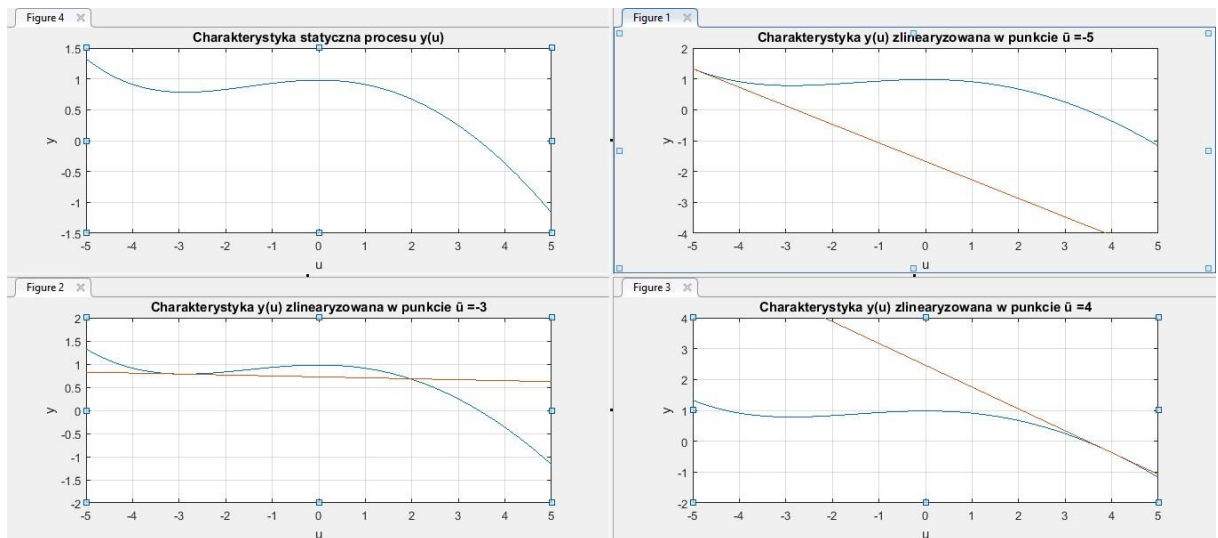 Figure 4
Charakterystyka statyczna procesu y(u)
1.5
1
0.5
0
-0.5
-1
-1.5
y
-5 -4 -3 -2 -1 0 1 2 3 4 5
u
Figure 1
Charakterystyka y(u) zlinearyzowana w punkcie ū =-5
2
1
0
-1
-2
-3
-4
y
-5 -4 -3 -2 -1 0 1 2 3 4 5
u
Figure 2
Charakterystyka y(u) zlinearyzowana w punkcie ū =-3
2
1.5
1
0.5
0
-0.5
-1
-1.5
-2
y
-5 -4 -3 -2 -1 0 1 2 3 4 5
u
Figure 3
Charakterystyka y(u) zlinearyzowana w punkcie ū =4
4
3
2
1
0
-1
-2
y
-5 -4 -3 -2 -1 0 1 2 3 4 5
u